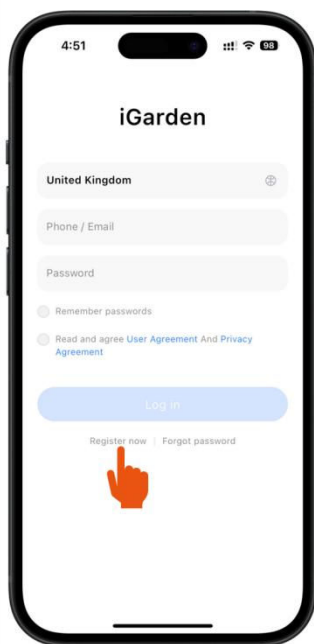 4:51
98
iGarden
United Kingdom
Phone / Email
Password
Remember passwords
Read and agree User Agreement And Privacy
Agreement
Log in
Register now | Forgot password